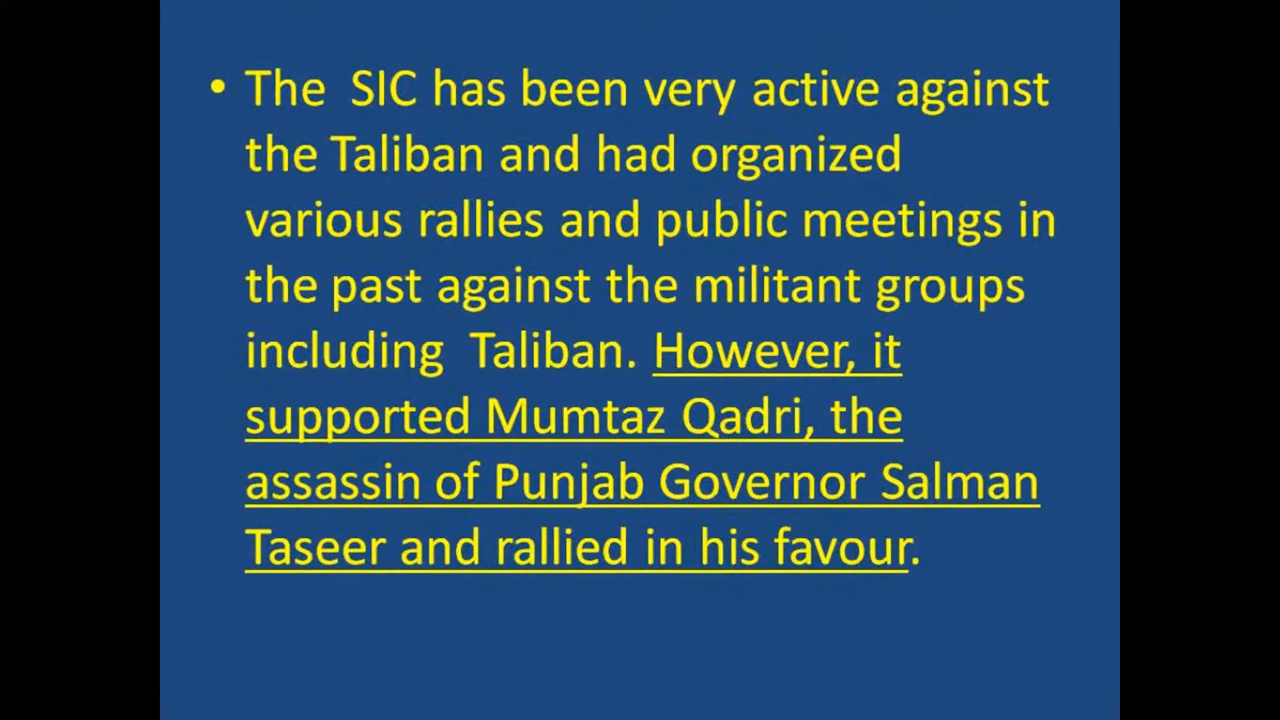 • The  SIC has been very active against
the Taliban and had organized
various rallies and public meetings in
the past against the militant groups
including  Taliban. However, it
supported Mumtaz Qadri, the
assassin of Punjab Governor Salman
Taseer and rallied in his favour.